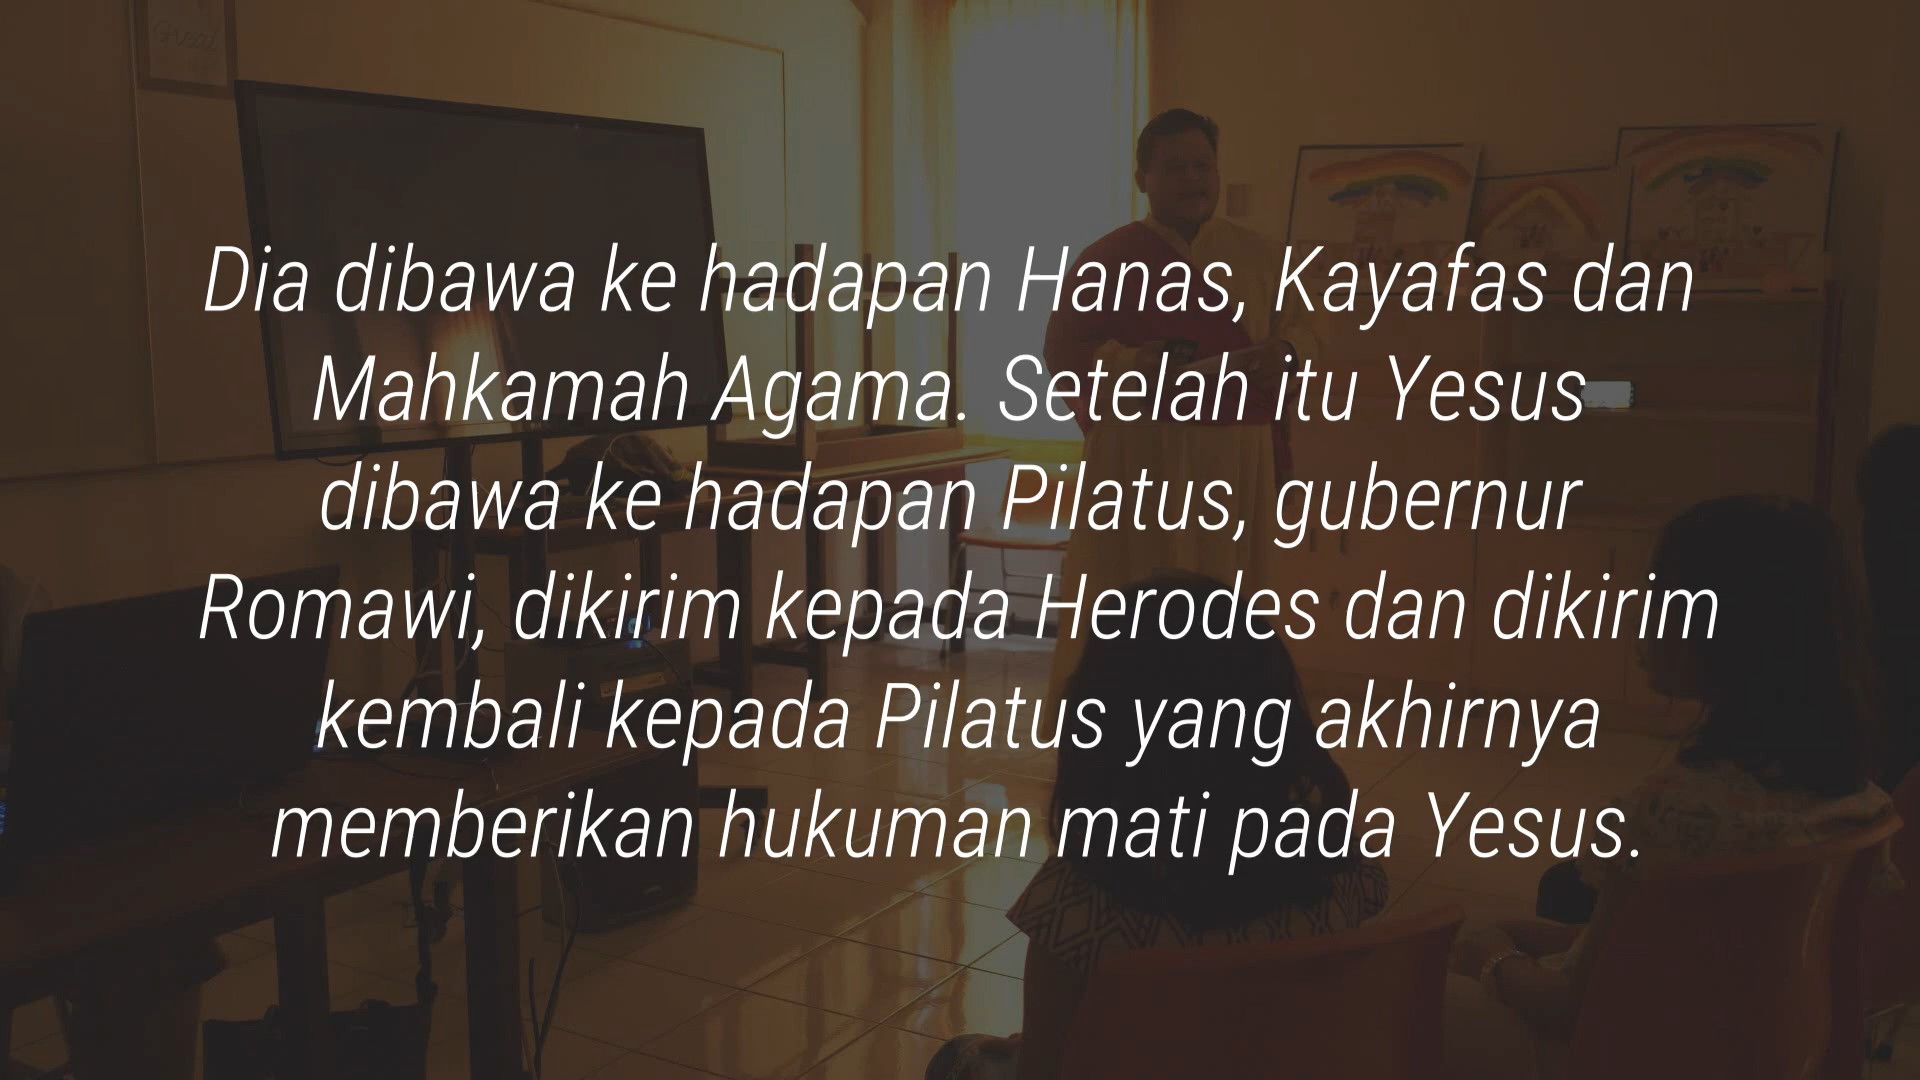 Dia dibawa ke hadapan Hanas, Kayafas dan
Mahkamah Agama. Setelah itu Yesus
dibawa ke hadapan Pilatus, gubernur
Romawi, dikirim kepada Herodes dan dikirim
kembali kepada Pilatus yang akhirnya
memberikan hukuman mati pada Yesus.